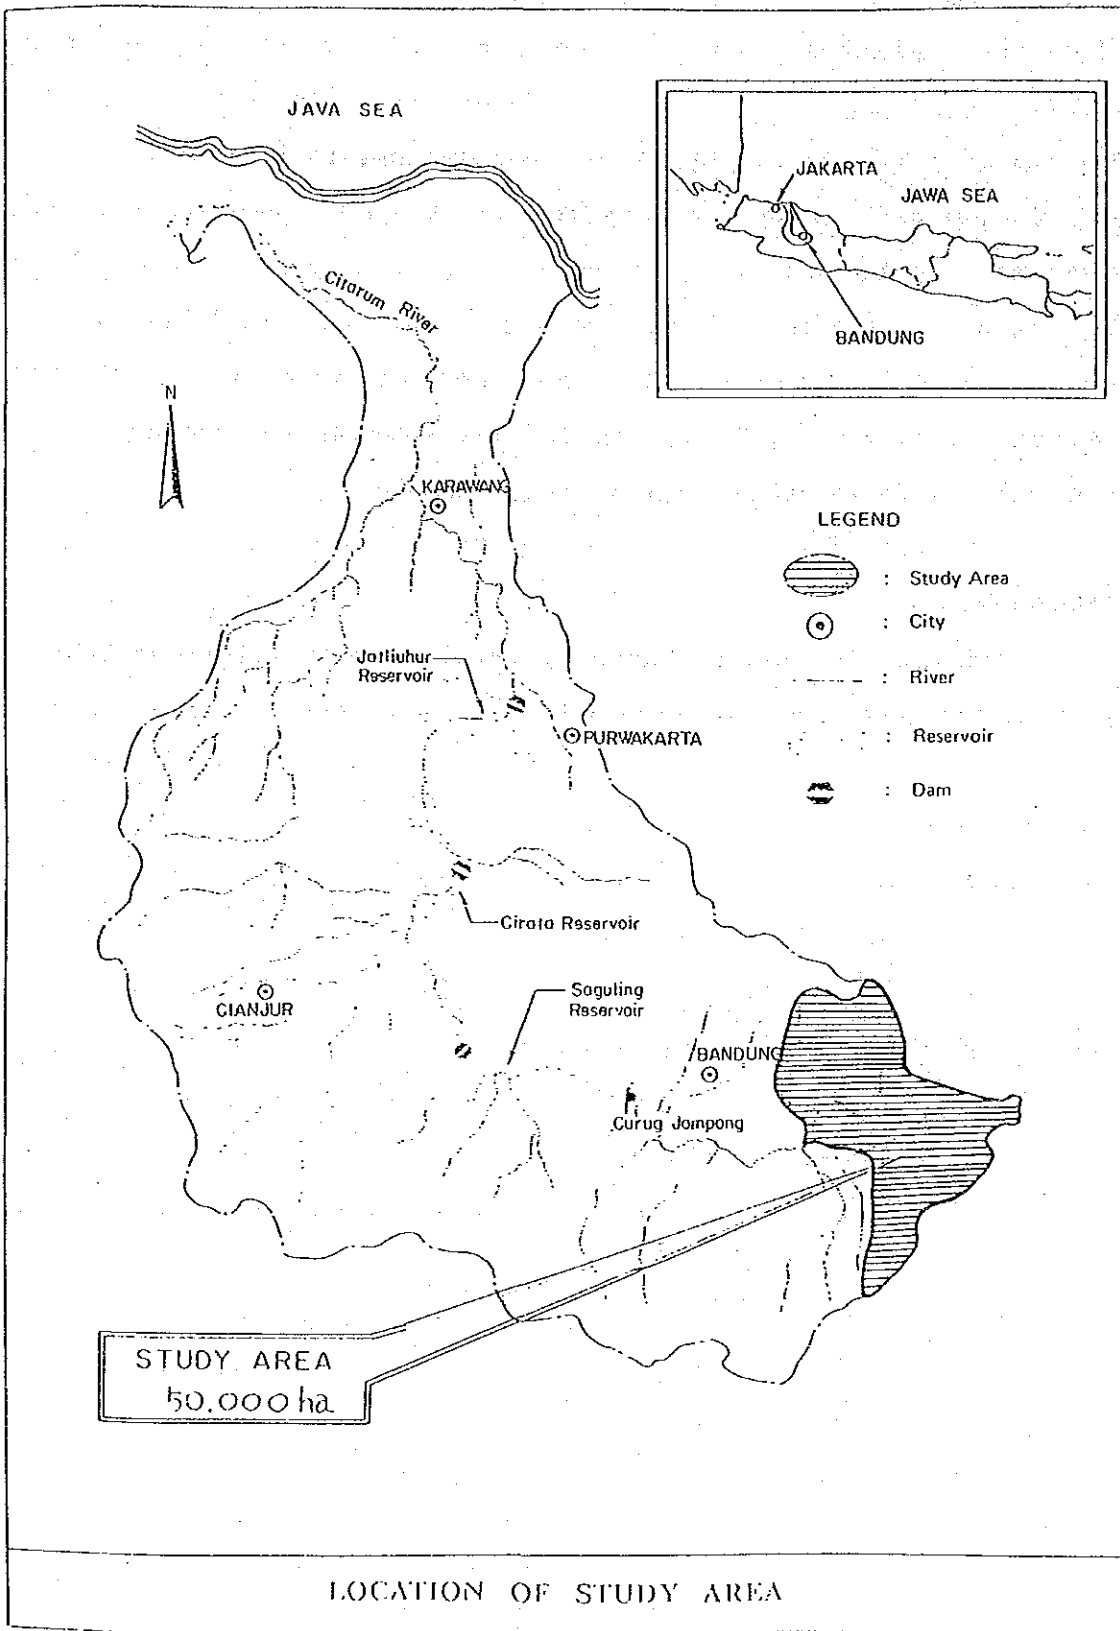 JAVA SEA
JAKARTA
JAWA SEA
BANDUNG
Citarum River
N
KARAWANG
LEGEND
: Study Area
: City
: River
: Reservoir
: Dam
Jatliuhur
Reservoir
PURWAKARTA
Cirata Reservoir
CIANJUR
Saguling
Reservoir
BANDUNG
Curug Jompong
STUDY AREA
50.000 ha
LOCATION OF STUDY AREA